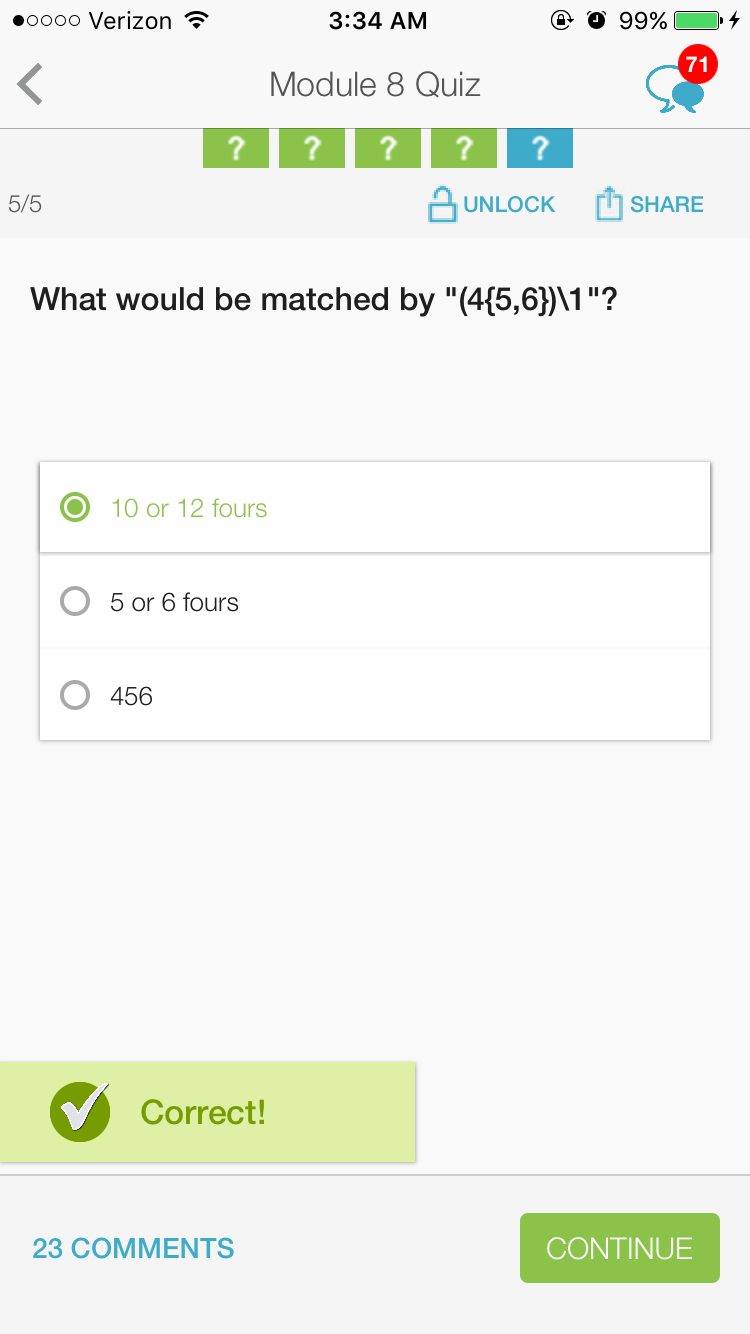 Verizon 3:34 AM 99%
Module 8 Quiz 71
? ? ? ? ?
5/5 UNLOCK SHARE
What would be matched by "(4{5,6})\1"?
10 or 12 fours
5 or 6 fours
456
Correct!
23 COMMENTS CONTINUE